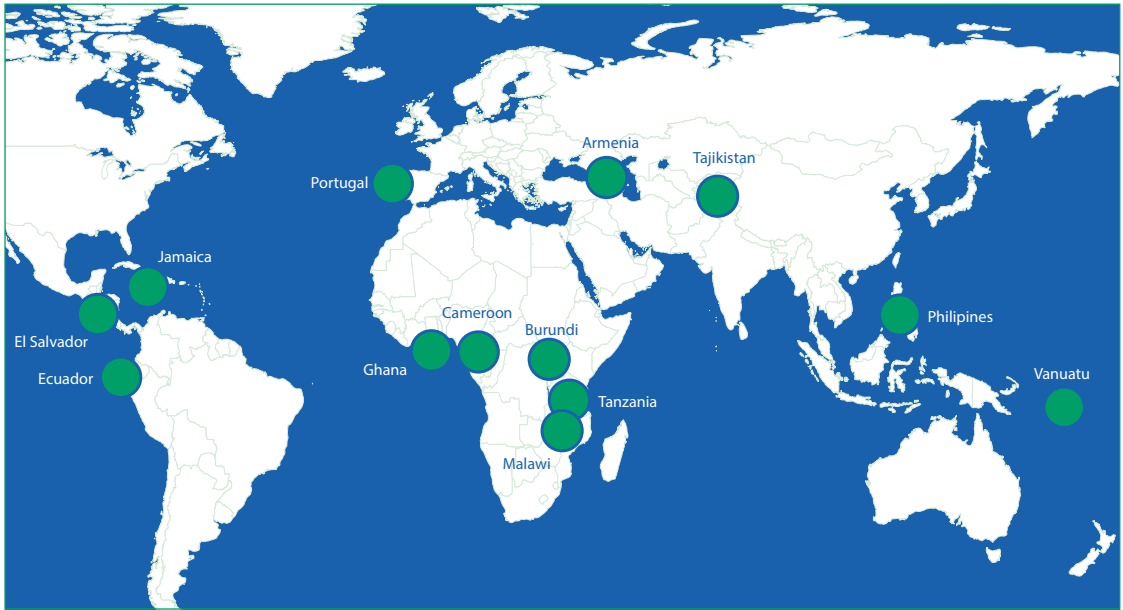 Armenia
Tajikistan
Portugal
Jamaica
Cameroon
Philipines
Burundi
El Salvador
Ghana
Ecuador
Vanuatu
Tanzania
Malawi